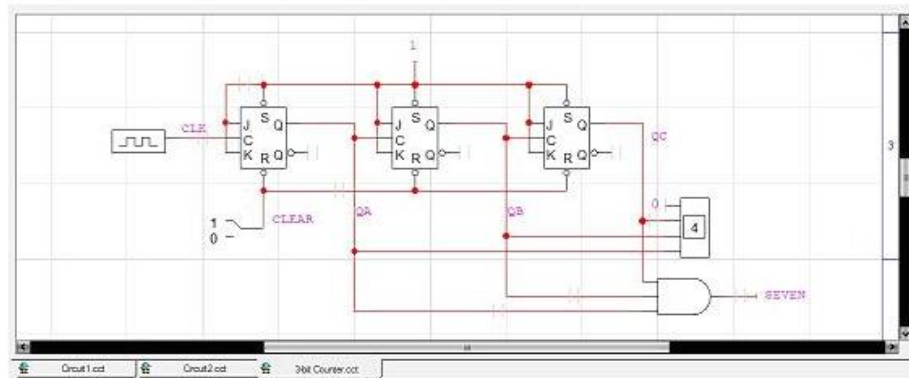 1
3
S
S
S
CLK
J
Q
J
Q
J
Q
C
C
C
QC
K
R
Q
K
R
Q
K
R
Q
1
0
CLEAR
QA
QB
0
4
SEVEN
Circuit1.cct
Circuit2.cct
3-bit Counter.cct